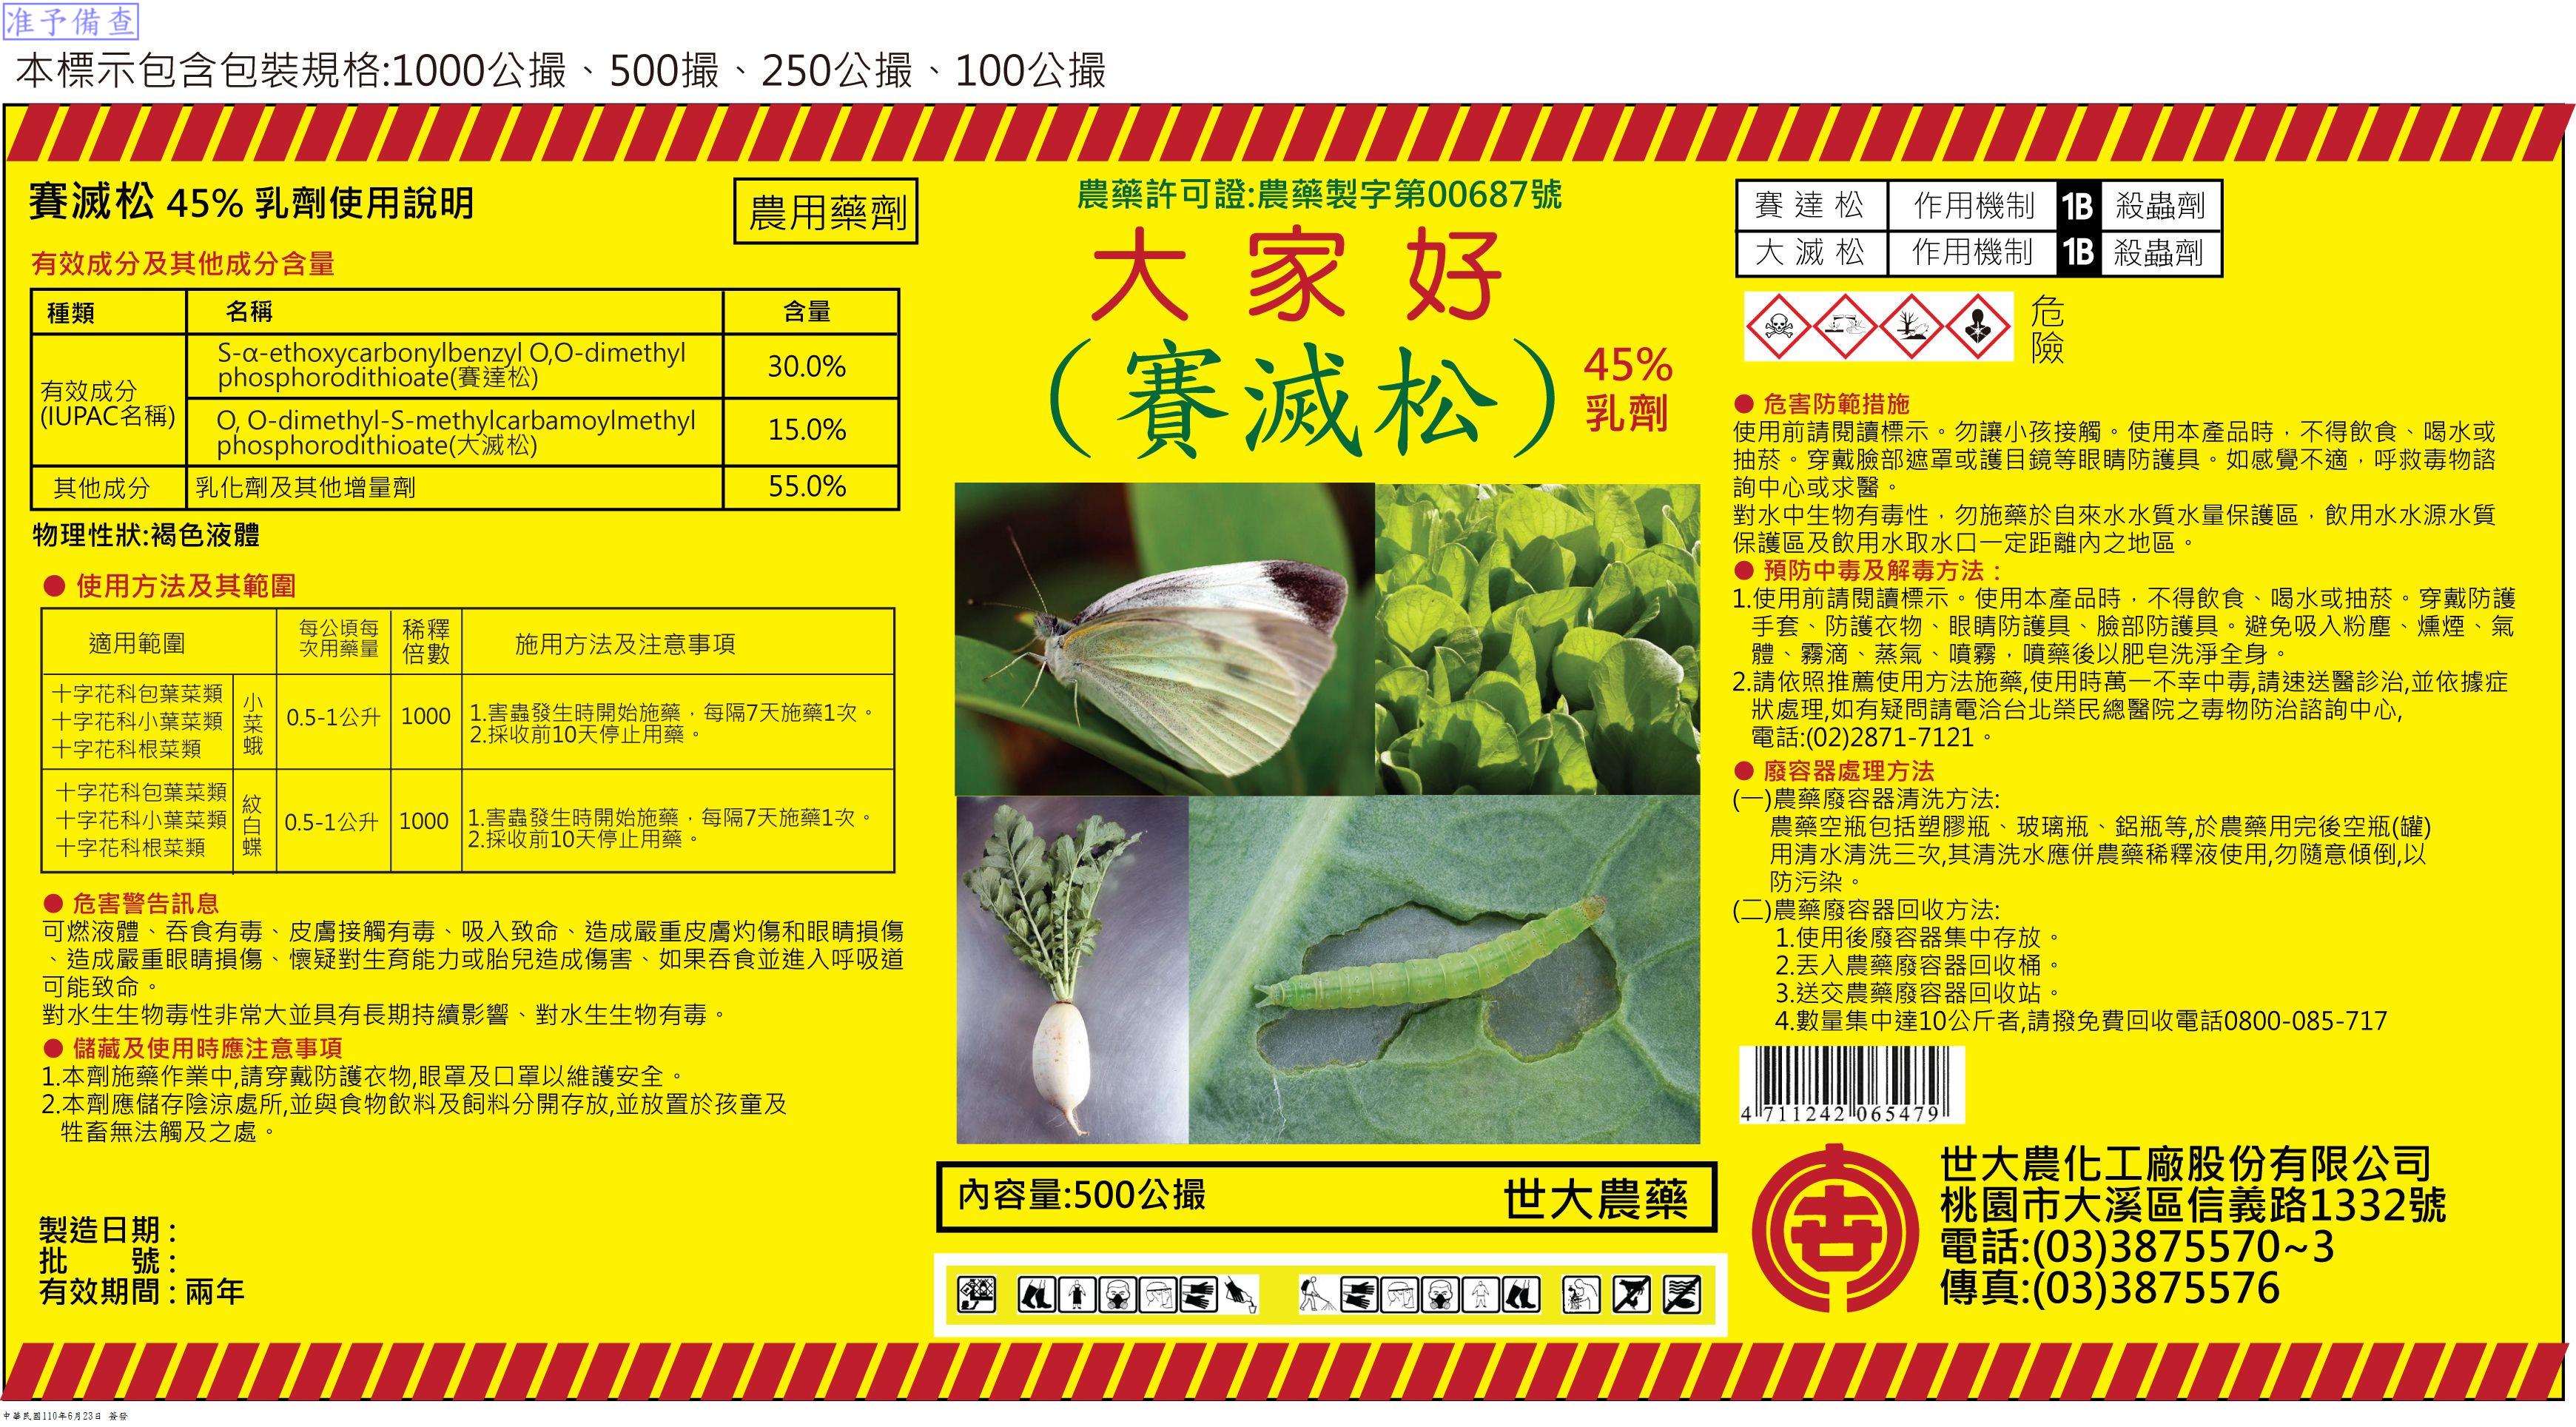 准予備查
本標示包含包裝規格:1000公撮、500撮、250公撮、100公撮
賽滅松 45% 乳劑使用說明
農用藥劑
有效成分及其他成分含量
種類 名稱 含量
有效成分
(IUPAC名稱)
S-α-ethoxycarbonylbenzyl O,O-dimethyl
phosphorodithioate(賽達松)
30.0%
O, O-dimethyl-S-methylcarbamoylmethyl
phosphorodithioate(大滅松)
15.0%
其他成分 乳化劑及其他增量劑 55.0%
物理性狀:褐色液體
● 使用方法及其範圍
適用範圍
每公頃每
次用藥量
稀釋
倍數
施用方法及注意事項
十字花科包葉菜類
十字花科小葉菜類
十字花科根菜類
小菜蛾
0.5-1公升
1000
1.害蟲發生時開始施藥，每隔7天施藥1次。
2.採收前10天停止用藥。
十字花科包葉菜類
十字花科小葉菜類
十字花科根菜類
紋白蝶
0.5-1公升
1000
1.害蟲發生時開始施藥，每隔7天施藥1次。
2.採收前10天停止用藥。
● 危害警告訊息
可燃液體、吞食有毒、皮膚接觸有毒、吸入致命、造成嚴重皮膚灼傷和眼睛損傷
、造成嚴重眼睛損傷、懷疑對生育能力或胎兒造成傷害、如果吞食並進入呼吸道
可能致命。
對水生生物毒性非常大並具有長期持續影響、對水生生物有毒。
● 儲藏及使用時應注意事項
1.本劑施藥作業中,請穿戴防護衣物,眼罩及口罩以維護安全。
2.本劑應儲存陰涼處所,並與食物飲料及飼料分開存放,並放置於孩童及
牲畜無法觸及之處。
製造日期：
批　　號：
有效期間：兩年
農藥許可證:農藥製字第00687號
大家好
（賽滅松）
45%
乳劑
內容量:500公撮 世大農藥
賽達松 作用機制 1B 殺蟲劑
大滅松 作用機制 1B 殺蟲劑
危
險
● 危害防範措施
使用前請閱讀標示。勿讓小孩接觸。使用本產品時，不得飲食、喝水或
抽菸。穿戴臉部遮罩或護目鏡等眼睛防護具。如感覺不適，呼救毒物諮
詢中心或求醫。
對水中生物有毒性，勿施藥於自來水水質水量保護區，飲用水水源水質
保護區及飲用水取水口一定距離內之地區。
● 預防中毒及解毒方法：
1.使用前請閱讀標示。使用本產品時，不得飲食、喝水或抽菸。穿戴防護
手套、防護衣物、眼睛防護具、臉部防護具。避免吸入粉塵、燻煙、氣
體、霧滴、蒸氣、噴霧，噴藥後以肥皂洗淨全身。
2.請依照推薦使用方法施藥,使用時萬一不幸中毒,請速送醫診治,並依據症
狀處理,如有疑問請電洽台北榮民總醫院之毒物防治諮詢中心,
電話:(02)2871-7121。
● 廢容器處理方法
(一)農藥廢容器清洗方法:
農藥空瓶包括塑膠瓶、玻璃瓶、鋁瓶等,於農藥用完後空瓶(罐)
用清水清洗三次,其清洗水應併農藥稀釋液使用,勿隨意傾倒,以
防污染。
(二)農藥廢容器回收方法:
1.使用後廢容器集中存放。
2.丟入農藥廢容器回收桶。
3.送交農藥廢容器回收站。
4.數量集中達10公斤者,請撥免費回收電話0800-085-717
4 711242 065479
世大農化工廠股份有限公司
桃園市大溪區信義路1332號
電話:(03)3875570~3
傳真:(03)3875576
中華民國110年6月23日 簽發